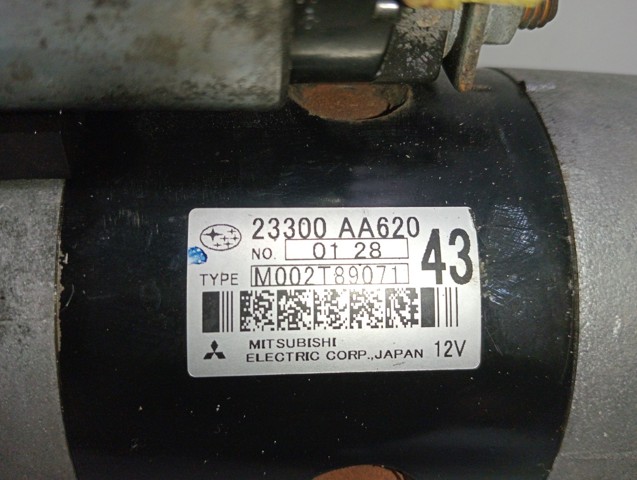 23300 AA620
NO. 01 28
43
TYPE M002T89071
MITSUBISHI
ELECTRIC CORP.,JAPAN 12V